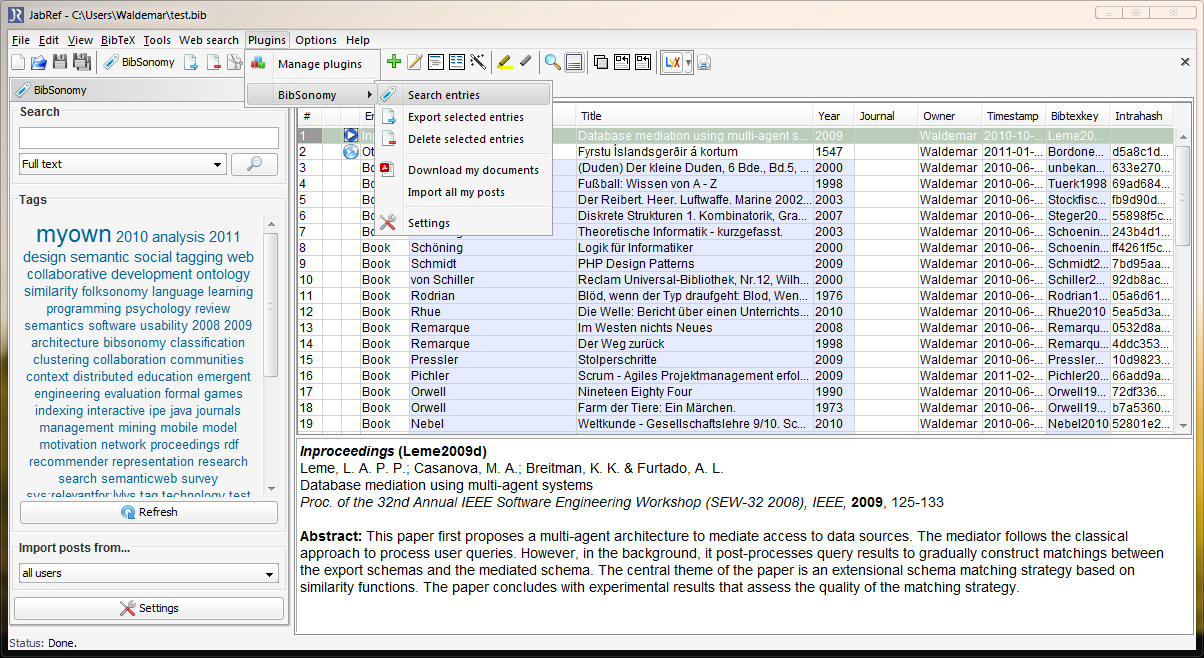 JabRef - C:\Users\Waldemar\test.bib
File Edit View BibTeX Tools Web search Plugins Options Help
BibSonomy
LyX
Manage plugins
BibSonomy
Search entries
Export selected entries
Delete selected entries
Download my documents
Import all my posts
Settings
BibSonomy
Search
Full text
Tags
myown 2010 analysis 2011
design semantic social tagging web
collaborative development ontology
similarity folksonomy language learning
programming psychology review
semantics software usability 2008 2009
architecture bibsonomy classification
clustering collaboration communities
context distributed education emergent
engineering evaluation formal games
indexing interactive ipe java journals
management mining mobile model
motivation network proceedings rdf
recommender representation research
search semanticweb survey
Refresh
Import posts from...
all users
Settings
# Title Year Journal Owner Timestamp Bibtexkey Intrahash
1 Database mediation using multi-agent s... 2009 Waldemar 2010-10-... Leme20...
2 Fyrstu Íslandsgerðir á kortum 1547 Waldemar 2011-01-... Bordone... d5a8c1d...
3 (Duden) Der kleine Duden, 6 Bde., Bd.5, ... 2000 Waldemar 2010-06-... unbekan... 633e270...
4 Fußball: Wissen von A - Z 1998 Waldemar 2010-06-... Tuerk1998 69ad684...
5 Der Reibert. Heer. Luftwaffe. Marine 2002... 2003 Waldemar 2010-06-... Stockfisc... fb9d90d...
6 Diskrete Strukturen 1. Kombinatorik, Gra... 2007 Waldemar 2010-06-... Steger20... 55898f5c...
7 Theoretische Informatik - kurzgefasst. 2003 Waldemar 2010-06-... Schoenin... 243b4d1...
8 Book Schöning Logik für Informatiker 2000 Waldemar 2010-06-... Schoenin... ff4261f5c...
9 Book Schmidt PHP Design Patterns 2009 Waldemar 2010-06-... Schmidt2... 7bd95aa...
10 Book von Schiller Reclam Universal-Bibliothek, Nr.12, Wilh... 2000 Waldemar 2010-06-... Schiller2... 92db8ac...
11 Book Rodrian Blöd, wenn der Typ draufgeht: Blod, Wen... 1976 Waldemar 2010-06-... Rodrian1... 05a6d61...
12 Book Rhue Die Welle: Bericht über einen Unterrichts... 2010 Waldemar 2010-06-... Rhue2010 5ea5d3a...
13 Book Remarque Im Westen nichts Neues 2008 Waldemar 2010-06-... Remarqu... 0532d8a...
14 Book Remarque Der Weg zurück 1998 Waldemar 2010-06-... Remarqu... 4ddc353...
15 Book Pressler Stolperschritte 2009 Waldemar 2010-06-... Pressler... 10d9823...
16 Book Pichler Scrum - Agiles Projektmanagement erfol... 2009 Waldemar 2011-02-... Pichler20... 66add9a...
17 Book Orwell Nineteen Eighty Four 1990 Waldemar 2010-06-... Orwell19... 72df336...
18 Book Orwell Farm der Tiere: Ein Märchen. 1973 Waldemar 2010-06-... Orwell19... b7a5360...
19 Book Nebel Weltkunde - Gesellschaftslehre 9/10. Sc... 2010 Waldemar 2010-06-... Nebel2010 52801e2...
Inproceedings (Leme2009d)
Leme, L. A. P. P.; Casanova, M. A.; Breitman, K. K. & Furtado, A. L.
Database mediation using multi-agent systems
Proc. of the 32nd Annual IEEE Software Engineering Workshop (SEW-32 2008), IEEE, 2009, 125-133
Abstract: This paper first proposes a multi-agent architecture to mediate access to data sources. The mediator follows the classical
approach to process user queries. However, in the background, it post-processes query results to gradually construct matchings between
the export schemas and the mediated schema. The central theme of the paper is an extensional schema matching strategy based on
similarity functions. The paper concludes with experimental results that assess the quality of the matching strategy.
Status: Done.